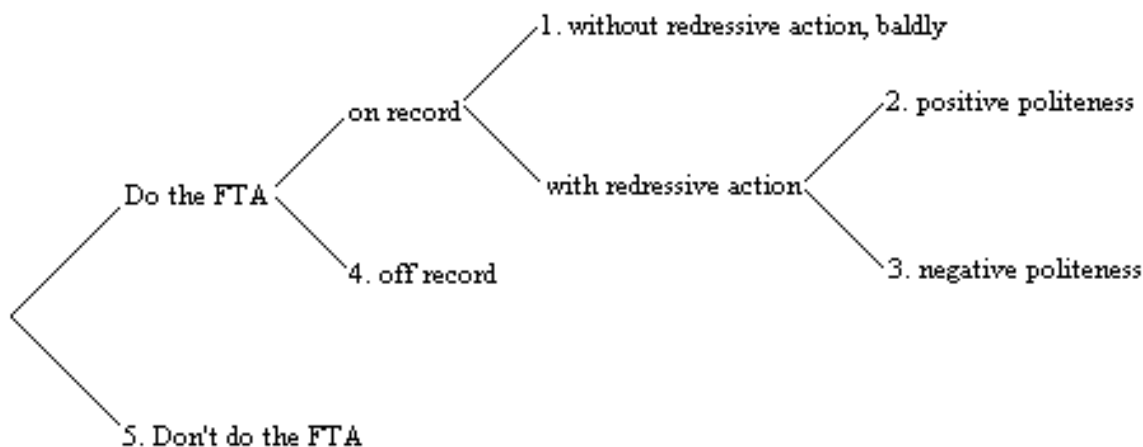 1. without redressive action, baldly
on record
2. positive politeness
with redressive action
Do the FTA
4. off record
3. negative politeness
5. Don't do the FTA